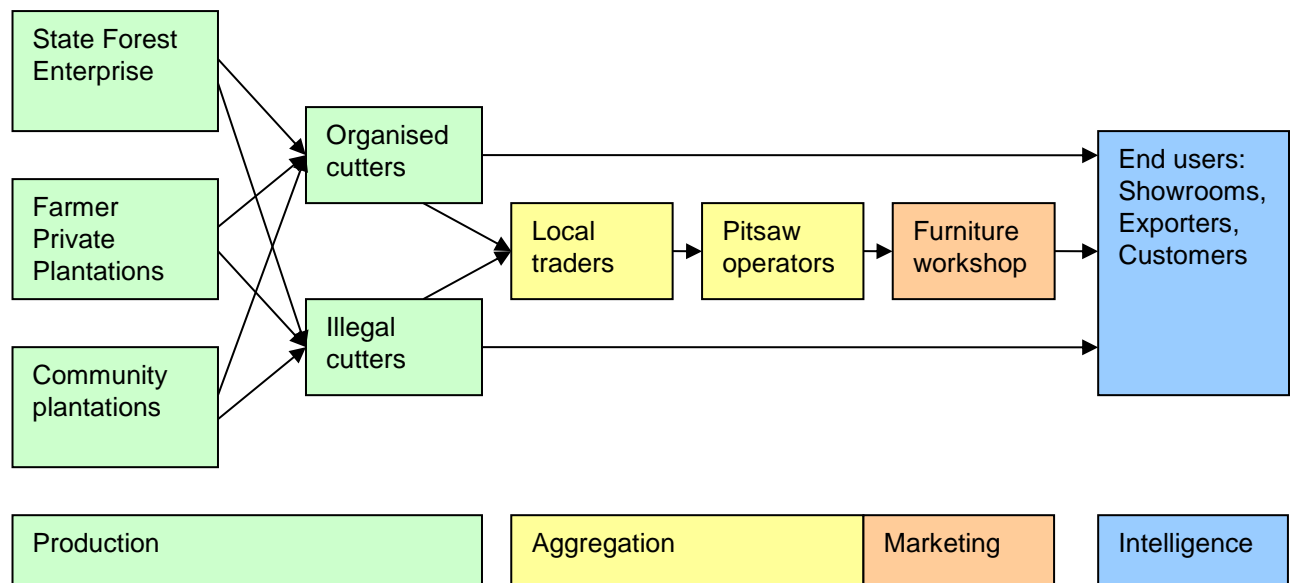 State Forest
Enterprise
Farmer
Private
Plantations
Community
plantations
Organised
cutters
Illegal
cutters
Local
traders
Pitsaw
operators
Furniture
workshop
End users:
Showrooms,
Exporters,
Customers
Production
Aggregation
Marketing
Intelligence